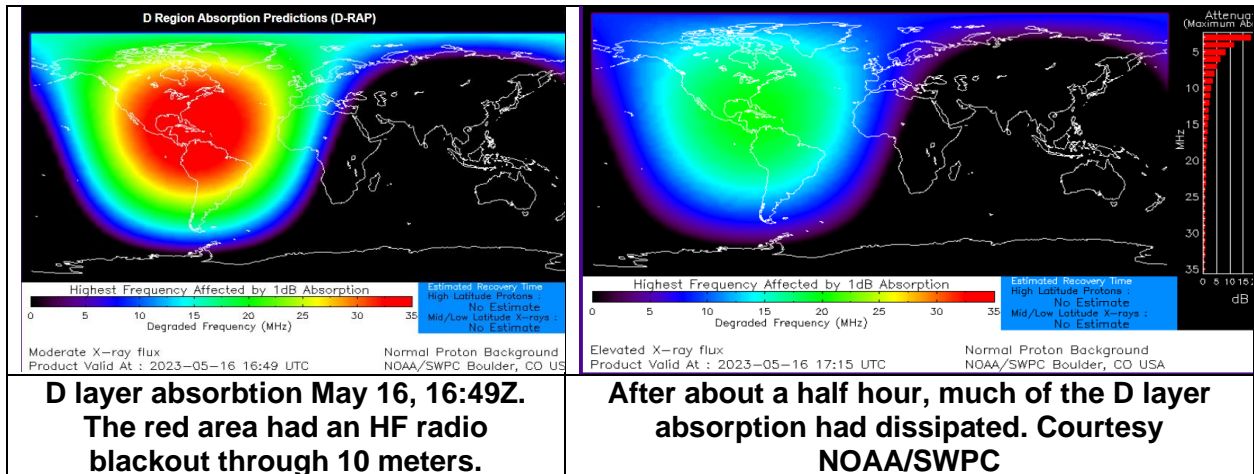 D Region Absorption Predictions (D-RAP)
Highest Frequency Affected by 1dB Absorption
0 5 10 15 20 25 30 35
Degraded Frequency (MHz)
Estimated Recovery Time
High Latitude Protons :
No Estimate
Mid/Low Latitude X-rays :
No Estimate
Moderate X-ray flux
Product Valid At : 2023-05-16 16:49 UTC
Normal Proton Background
NOAA/SWPC Boulder, CO US
D layer absorbtion May 16, 16:49Z.
The red area had an HF radio
blackout through 10 meters.
Attenuat
(Maximum Ab
5
10
15
20
25
30
35
MHz
0 5 10 15
dB
Highest Frequency Affected by 1dB Absorption
0 5 10 15 20 25 30 35
Degraded Frequency (MHz)
Estimated Recovery Time
High Latitude Protons :
No Estimate
Mid/Low Latitude X-rays :
No Estimate
Elevated X-ray flux
Product Valid At : 2023-05-16 17:15 UTC
Normal Proton Background
NOAA/SWPC Boulder, CO USA
After about a half hour, much of the D layer
absorption had dissipated. Courtesy
NOAA/SWPC